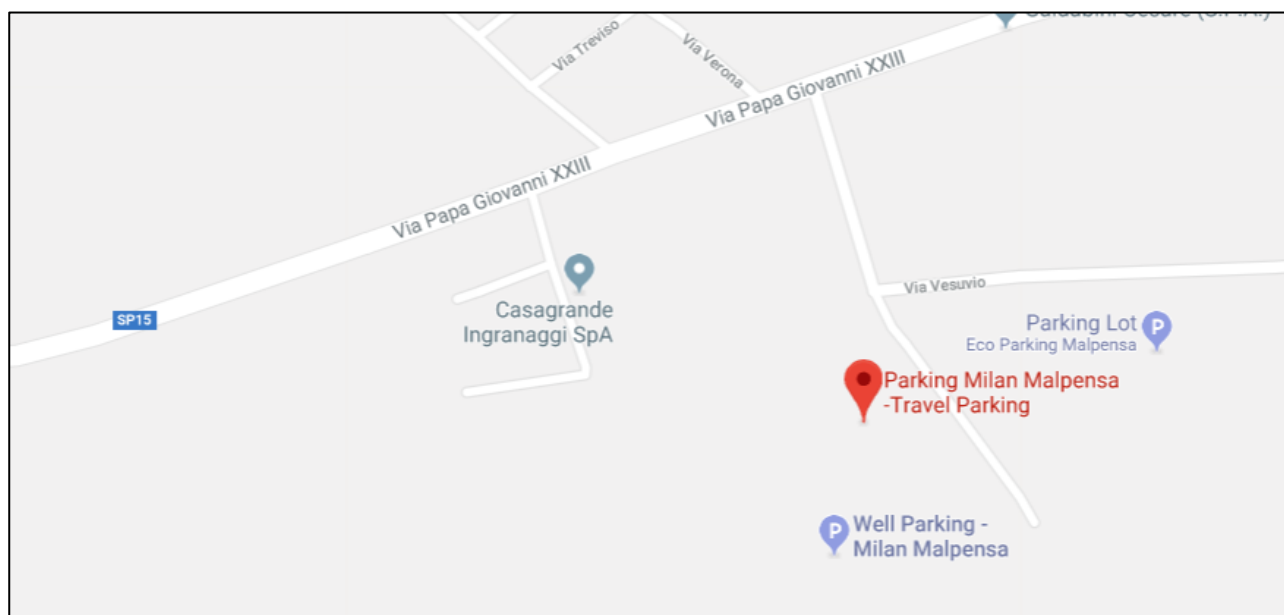 Via Treviso
Via Verona
Via Papa Giovanni XXIII
Via Papa Giovanni XXIII
SP15
Casagrande
Ingranaggi SpA
Via Vesuvio
Parking Lot
Eco Parking Malpensa
P
Parking Milan Malpensa
-Travel Parking
P
Well Parking -
Milan Malpensa